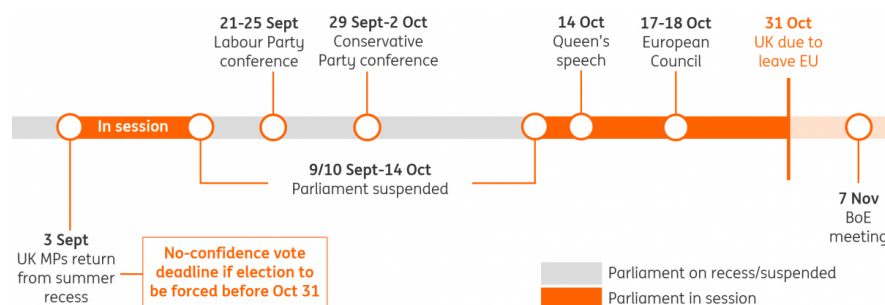 21-25 Sept
Labour Party
conference
29 Sept-2 Oct
Conservative
Party conference
14 Oct
Queen's
speech
17-18 Oct
European
Council
31 Oct
UK due to
leave EU
In session
9/10 Sept-14 Oct
Parliament suspended
3 Sept
UK MPs return
from summer
recess
No-confidence vote
deadline if election to
be forced before Oct 31
7 Nov
BoE
meeting
Parliament on recess/suspended
Parliament in session